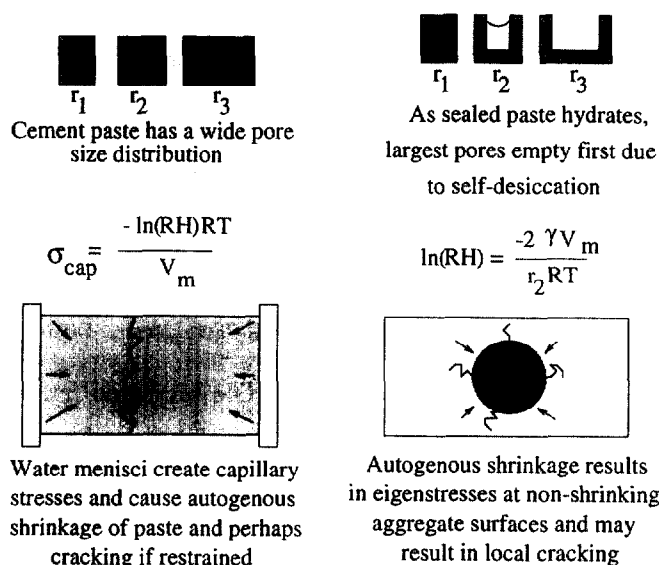 r₁ r₂ r₃
Cement paste has a wide pore
size distribution
r₁ r₂ r₃
As sealed paste hydrates,
largest pores empty first due
to self-desiccation
σ_cap = - ln(RH)RT / V_m
ln(RH) = -2 γV_m / r₂RT
Water menisci create capillary
stresses and cause autogenous
shrinkage of paste and perhaps
cracking if restrained
Autogenous shrinkage results
in eigenstresses at non-shrinking
aggregate surfaces and may
result in local cracking